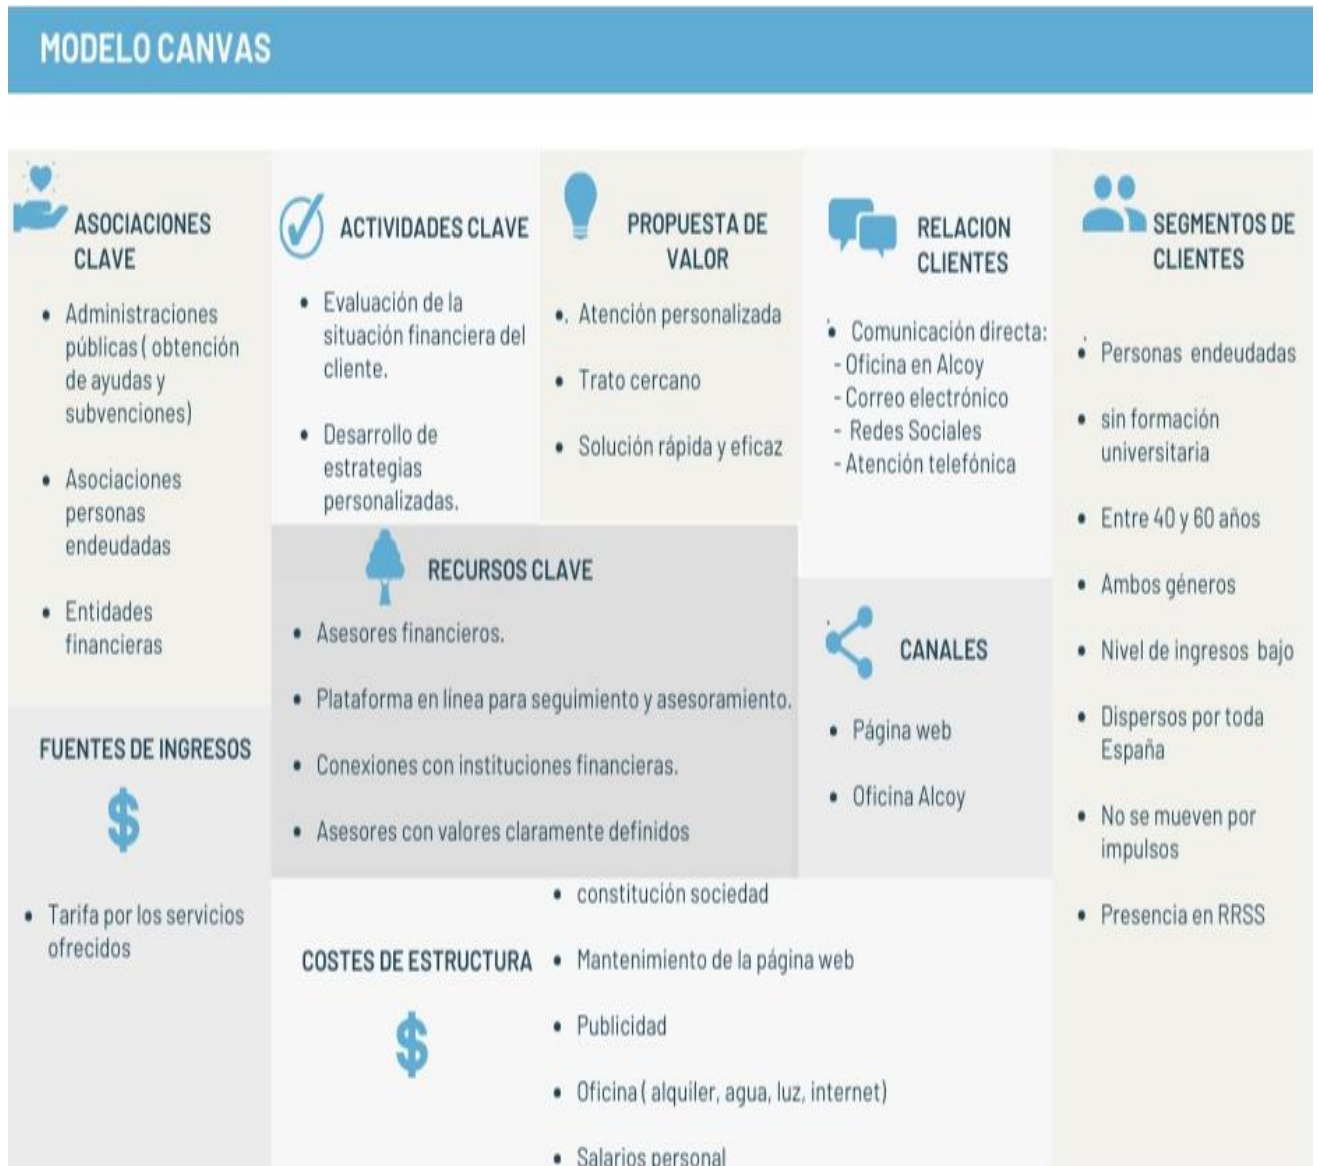 MODELO CANVAS
ASOCIACIONES
CLAVE
• Administraciones
públicas ( obtención
de ayudas y
subvenciones)
• Asociaciones
personas
endeudadas
• Entidades
financieras
ACTIVIDADES CLAVE
• Evaluación de la
situación financiera del
cliente.
• Desarrollo de
estrategias
personalizadas.
PROPUESTA DE
VALOR
•. Atención personalizada
• Trato cercano
• Solución rápida y eficaz
RELACION
CLIENTES
• Comunicación directa:
- Oficina en Alcoy
- Correo electrónico
- Redes Sociales
- Atención telefónica
SEGMENTOS DE
CLIENTES
• Personas endeudadas
• sin formación
universitaria
• Entre 40 y 60 años
• Ambos géneros
• Nivel de ingresos bajo
• Dispersos por toda
España
• No se mueven por
impulsos
• Presencia en RRSS
RECURSOS CLAVE
• Asesores financieros.
• Plataforma en línea para seguimiento y asesoramiento.
• Conexiones con instituciones financieras.
• Asesores con valores claramente definidos
CANALES
• Página web
• Oficina Alcoy
FUENTES DE INGRESOS
$
• Tarifa por los servicios
ofrecidos
COSTES DE ESTRUCTURA
$
• constitución sociedad
• Mantenimiento de la página web
• Publicidad
• Oficina ( alquiler, agua, luz, internet)
• Salarios personal